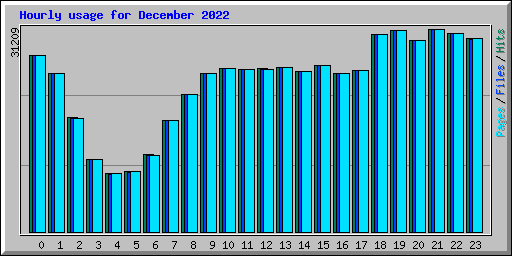 Hourly usage for December 2022
31209
Pages/Files/Hits
0 1 2 3 4 5 6 7 8 9 10 11 12 13 14 15 16 17 18 19 20 21 22 23